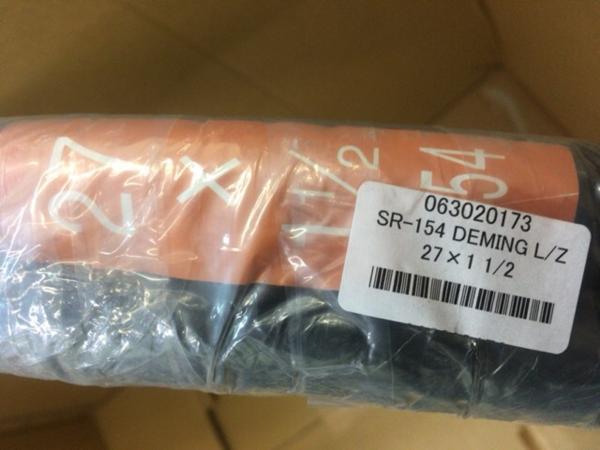 27 x 1 1/2 54
063020173
SR-154 DEMING L/Z
27×1 1/2